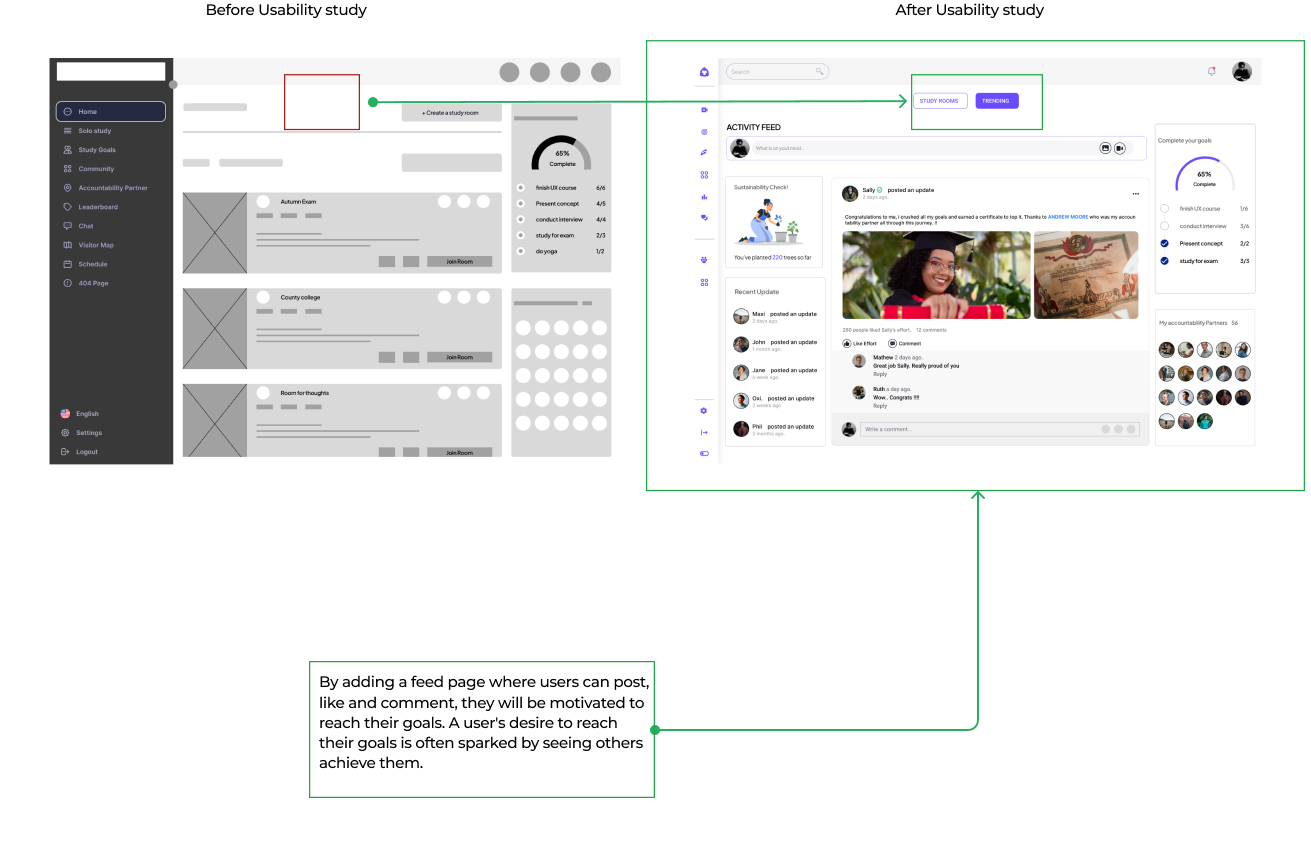 Before Usability study
After Usability study
Home
Solo study
Study Goals
Community
Accountability Partner
Leaderboard
Chat
Visitor Map
Schedule
404 Page
English
Settings
Logout
+ Create a study room
Autumn Exam
Join Room
County college
Join Room
Room for thoughts
Join Room
65%
Complete
finish UX course 6/6
Present concept 4/5
conduct interview 4/4
study for exam 2/3
do yoga 1/2
Search
STUDY ROOMS
TRENDING
ACTIVITY FEED
What is on yout mind..
Sustainability Check!
You've planted 220 trees so far
Recent Update
Maxi posted an update
2 days ago.
John posted an update
1 month ago.
Jane posted an update
a week ago.
Oxi. posted an update
3 weeks ago
Phil posted an update
2 months ago.
Sally posted an update
2 days ago.
Congratulations to me, I crushed all my goals and earned a certificate to top it. Thanks to ANDREW MOORE who was my accoun
tability partner all through this journey. !!
280 people liked Sally's effort. 12 comments
Like Effort
Comment
Mathew 2 days ago.
Great job Sally. Really proud of you
Reply
Ruth a day ago.
Wow.. Congrats !!!!
Reply
Write a comment...
Complete your goals
65%
Complete
finish UX course 1/6
conduct interview 3/6
Present concept 2/2
study for exam 3/3
My accountability Partners 56
By adding a feed page where users can post,
like and comment, they will be motivated to
reach their goals. A user's desire to reach
their goals is often sparked by seeing others
achieve them.